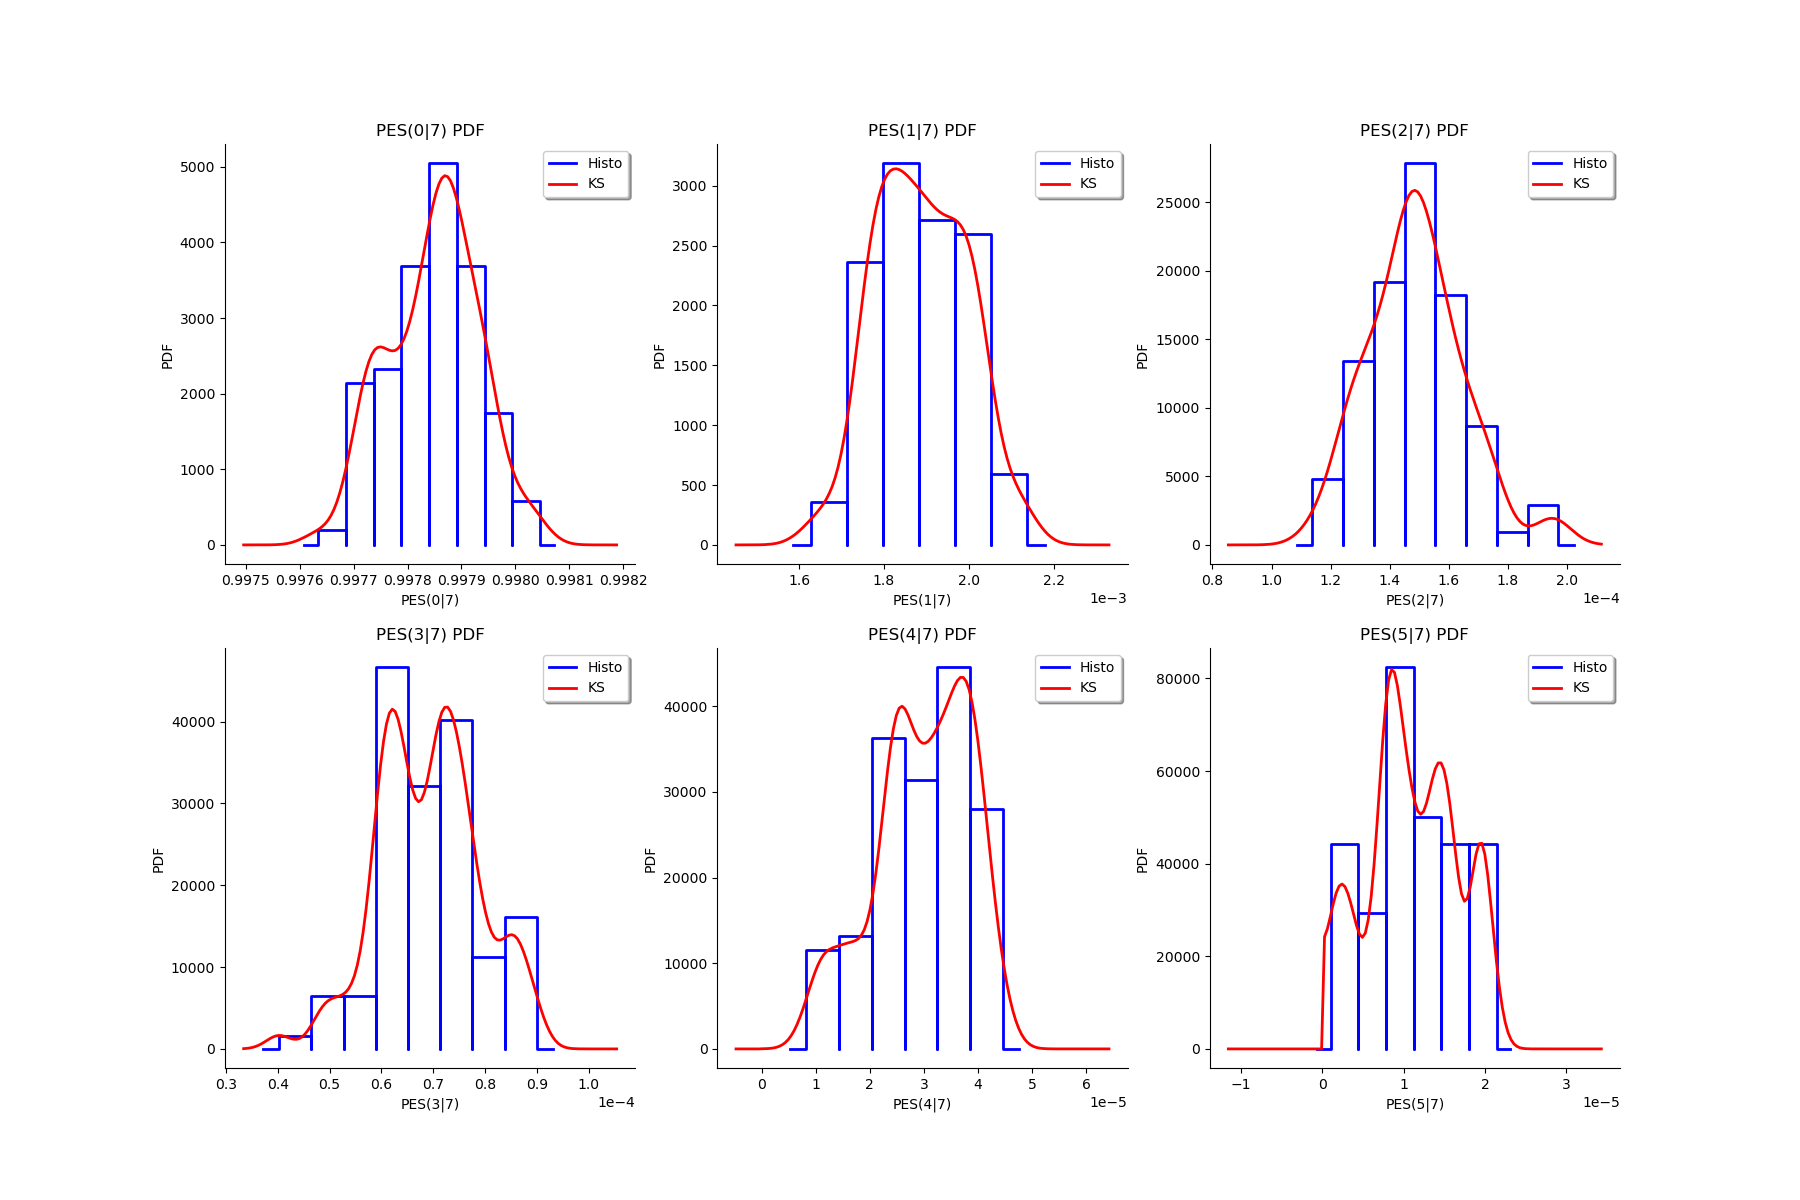 PES(0|7) PDF
Histo
KS
PDF
5000
4000
3000
2000
1000
0
0.9975 0.9976 0.9977 0.9978 0.9979 0.9980 0.9981 0.9982
PES(0|7)
PES(1|7) PDF
Histo
KS
PDF
3000
2500
2000
1500
1000
500
0
1.6 1.8 2.0 2.2
PES(1|7)
1e−3
PES(2|7) PDF
Histo
KS
PDF
25000
20000
15000
10000
5000
0
0.8 1.0 1.2 1.4 1.6 1.8 2.0
PES(2|7)
1e−4
PES(3|7) PDF
Histo
KS
PDF
40000
30000
20000
10000
0
0.3 0.4 0.5 0.6 0.7 0.8 0.9 1.0
PES(3|7)
1e−4
PES(4|7) PDF
Histo
KS
PDF
40000
30000
20000
10000
0
0 1 2 3 4 5 6
PES(4|7)
1e−5
PES(5|7) PDF
Histo
KS
PDF
80000
60000
40000
20000
0
−1 0 1 2 3
PES(5|7)
1e−5